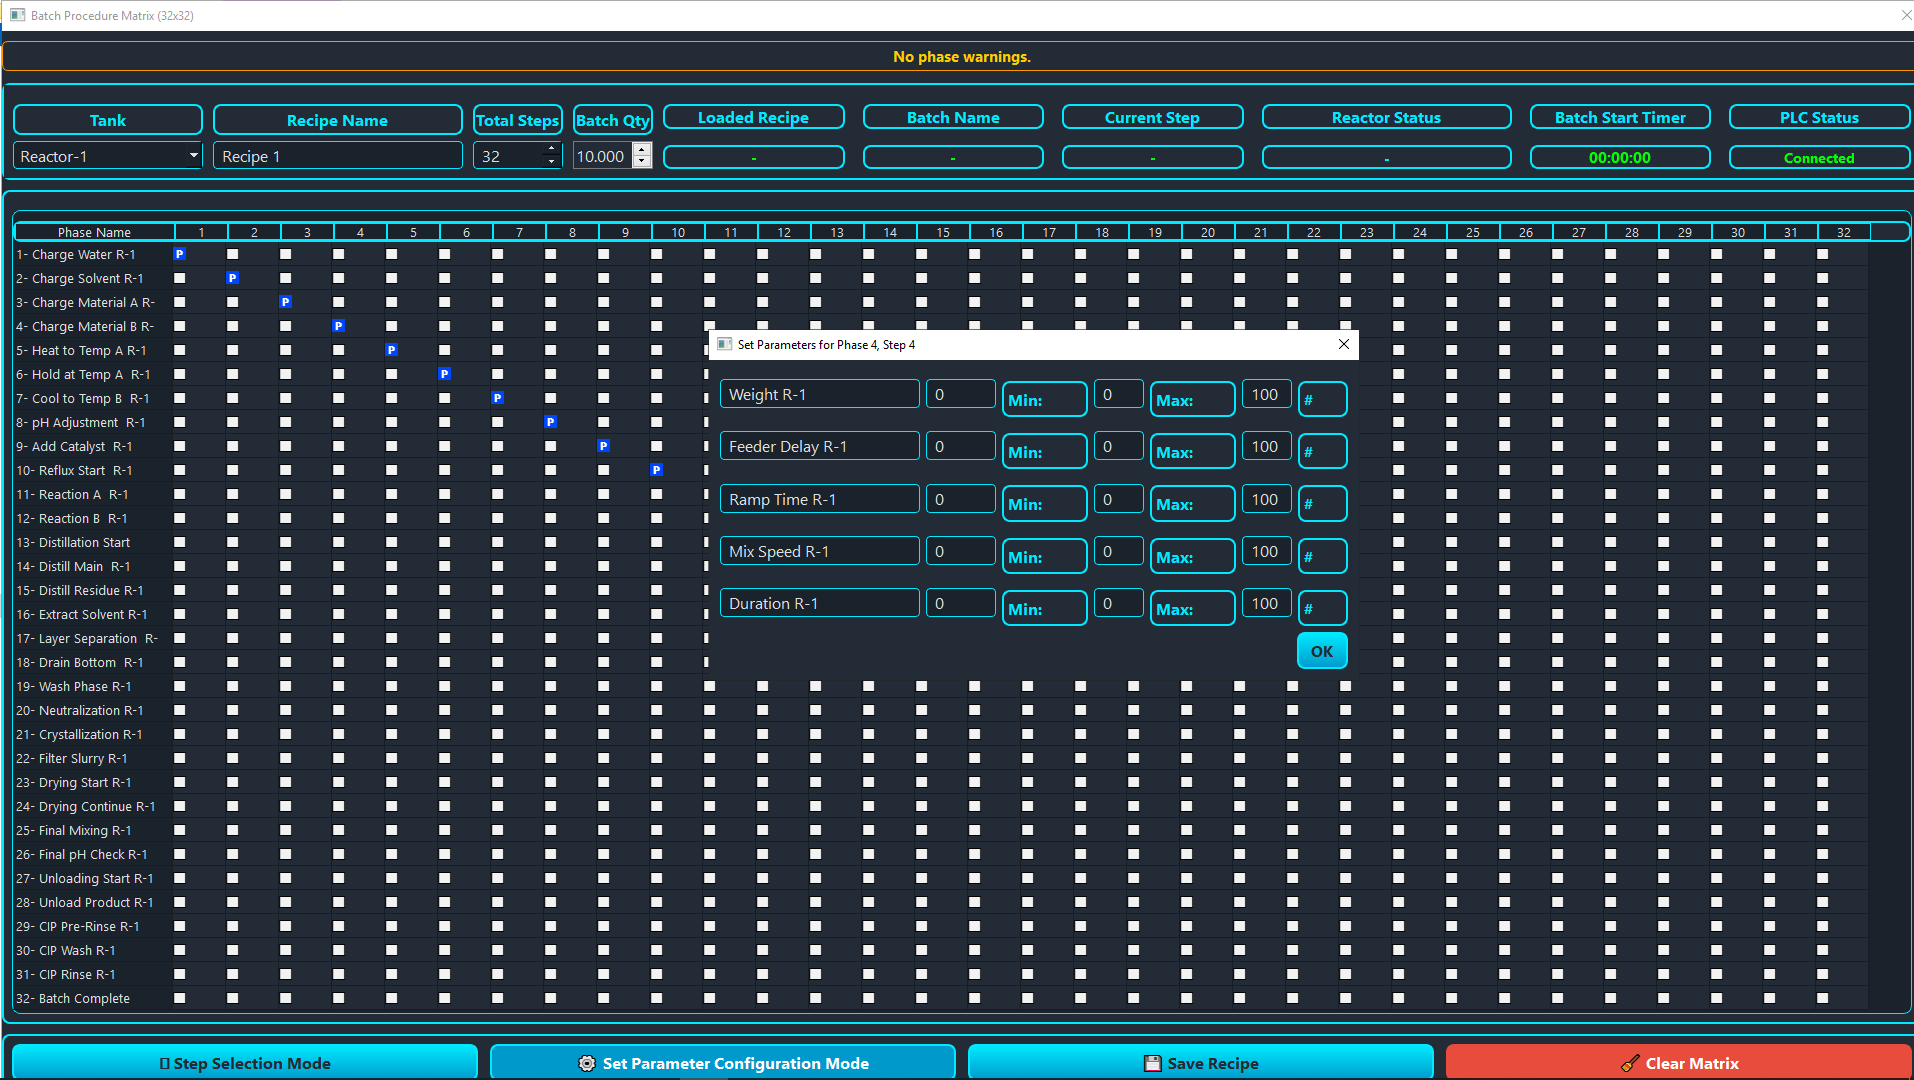 Batch Procedure Matrix (32x32)
No phase warnings.
Tank Recipe Name Total Steps Batch Qty Loaded Recipe Batch Name Current Step Reactor Status Batch Start Timer PLC Status
Reactor-1 Recipe 1 32 10.000 - - - - 00:00:00 Connected
Phase Name 1 2 3 4 5 6 7 8 9 10 11 12 13 14 15 16 17 18 19 20 21 22 23 24 25 26 27 28 29 30 31 32
1- Charge Water R-1 P
2- Charge Solvent R-1 P
3- Charge Material A R- P
4- Charge Material B R- P
5- Heat to Temp A R-1 P
6- Hold at Temp A R-1 P
7- Cool to Temp B R-1 P
8- pH Adjustment R-1 P
9- Add Catalyst R-1 P
10- Reflux Start R-1 P
11- Reaction A R-1
12- Reaction B R-1
13- Distillation Start
14- Distill Main R-1
15- Distill Residue R-1
16- Extract Solvent R-1
17- Layer Separation R-
18- Drain Bottom R-1
19- Wash Phase R-1
20- Neutralization R-1
21- Crystallization R-1
22- Filter Slurry R-1
23- Drying Start R-1
24- Drying Continue R-1
25- Final Mixing R-1
26- Final pH Check R-1
27- Unloading Start R-1
28- Unload Product R-1
29- CIP Pre-Rinse R-1
30- CIP Wash R-1
31- CIP Rinse R-1
32- Batch Complete
Set Parameters for Phase 4, Step 4
Weight R-1 0 Min: 0 Max: 100 #
Feeder Delay R-1 0 Min: 0 Max: 100 #
Ramp Time R-1 0 Min: 0 Max: 100 #
Mix Speed R-1 0 Min: 0 Max: 100 #
Duration R-1 0 Min: 0 Max: 100 #
OK
Step Selection Mode Set Parameter Configuration Mode Save Recipe Clear Matrix